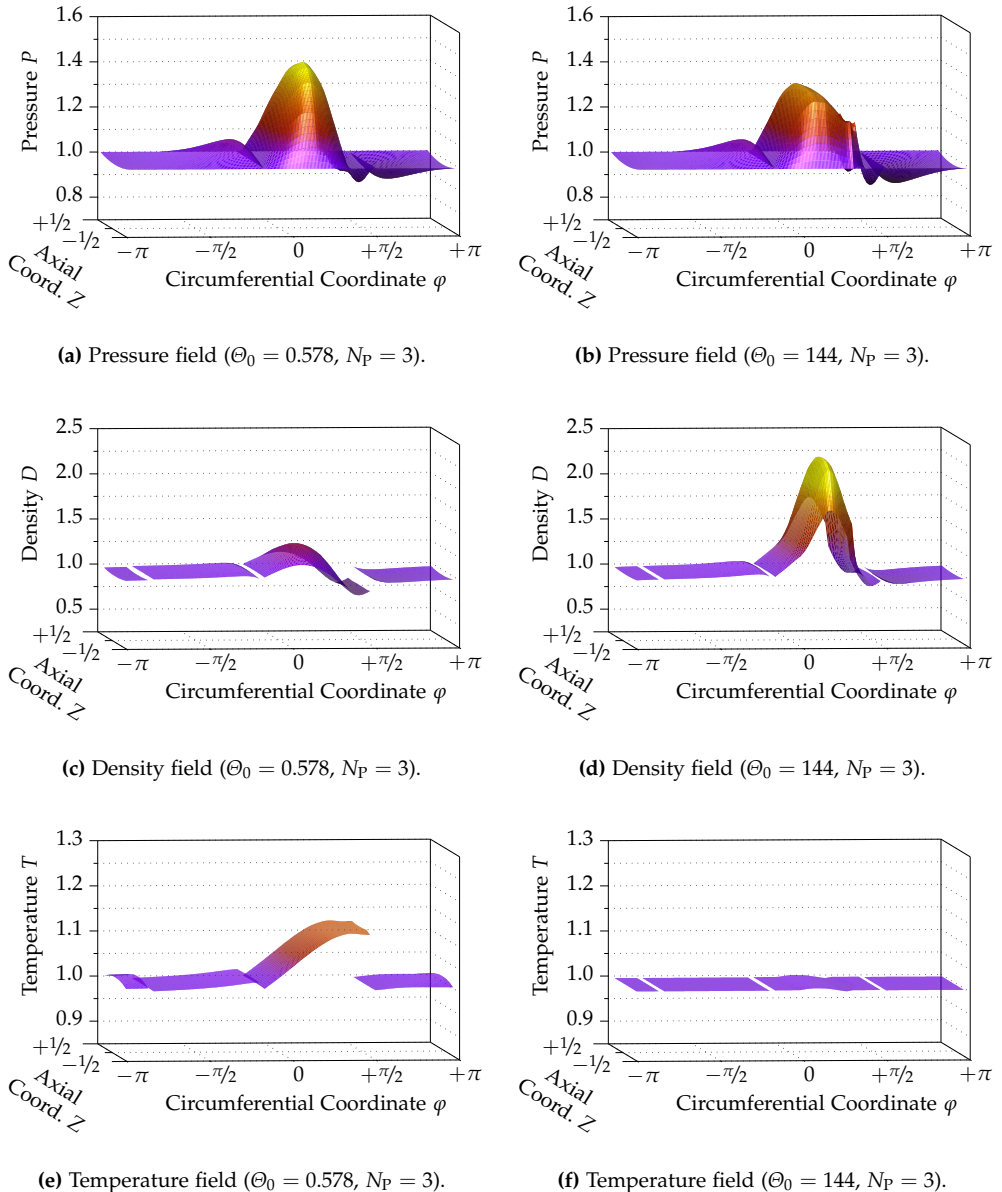 1.6
1.4
1.2
1.0
0.8
Pressure P
+1/2
−1/2
Axial
Coord. Z
−π
−π/2
0
+π/2
+π
Circumferential Coordinate φ
(a) Pressure field (Θ0 = 0.578, NP = 3).
1.6
1.4
1.2
1.0
0.8
Pressure P
+1/2
−1/2
Axial
Coord. Z
−π
−π/2
0
+π/2
+π
Circumferential Coordinate φ
(b) Pressure field (Θ0 = 144, NP = 3).
2.5
2.0
1.5
1.0
0.5
Density D
+1/2
−1/2
Axial
Coord. Z
−π
−π/2
0
+π/2
+π
Circumferential Coordinate φ
(c) Density field (Θ0 = 0.578, NP = 3).
2.5
2.0
1.5
1.0
0.5
Density D
+1/2
−1/2
Axial
Coord. Z
−π
−π/2
0
+π/2
+π
Circumferential Coordinate φ
(d) Density field (Θ0 = 144, NP = 3).
1.3
1.2
1.1
1.0
0.9
Temperature T
+1/2
−1/2
Axial
Coord. Z
−π
−π/2
0
+π/2
+π
Circumferential Coordinate φ
(e) Temperature field (Θ0 = 0.578, NP = 3).
1.3
1.2
1.1
1.0
0.9
Temperature T
+1/2
−1/2
Axial
Coord. Z
−π
−π/2
0
+π/2
+π
Circumferential Coordinate φ
(f) Temperature field (Θ0 = 144, NP = 3).